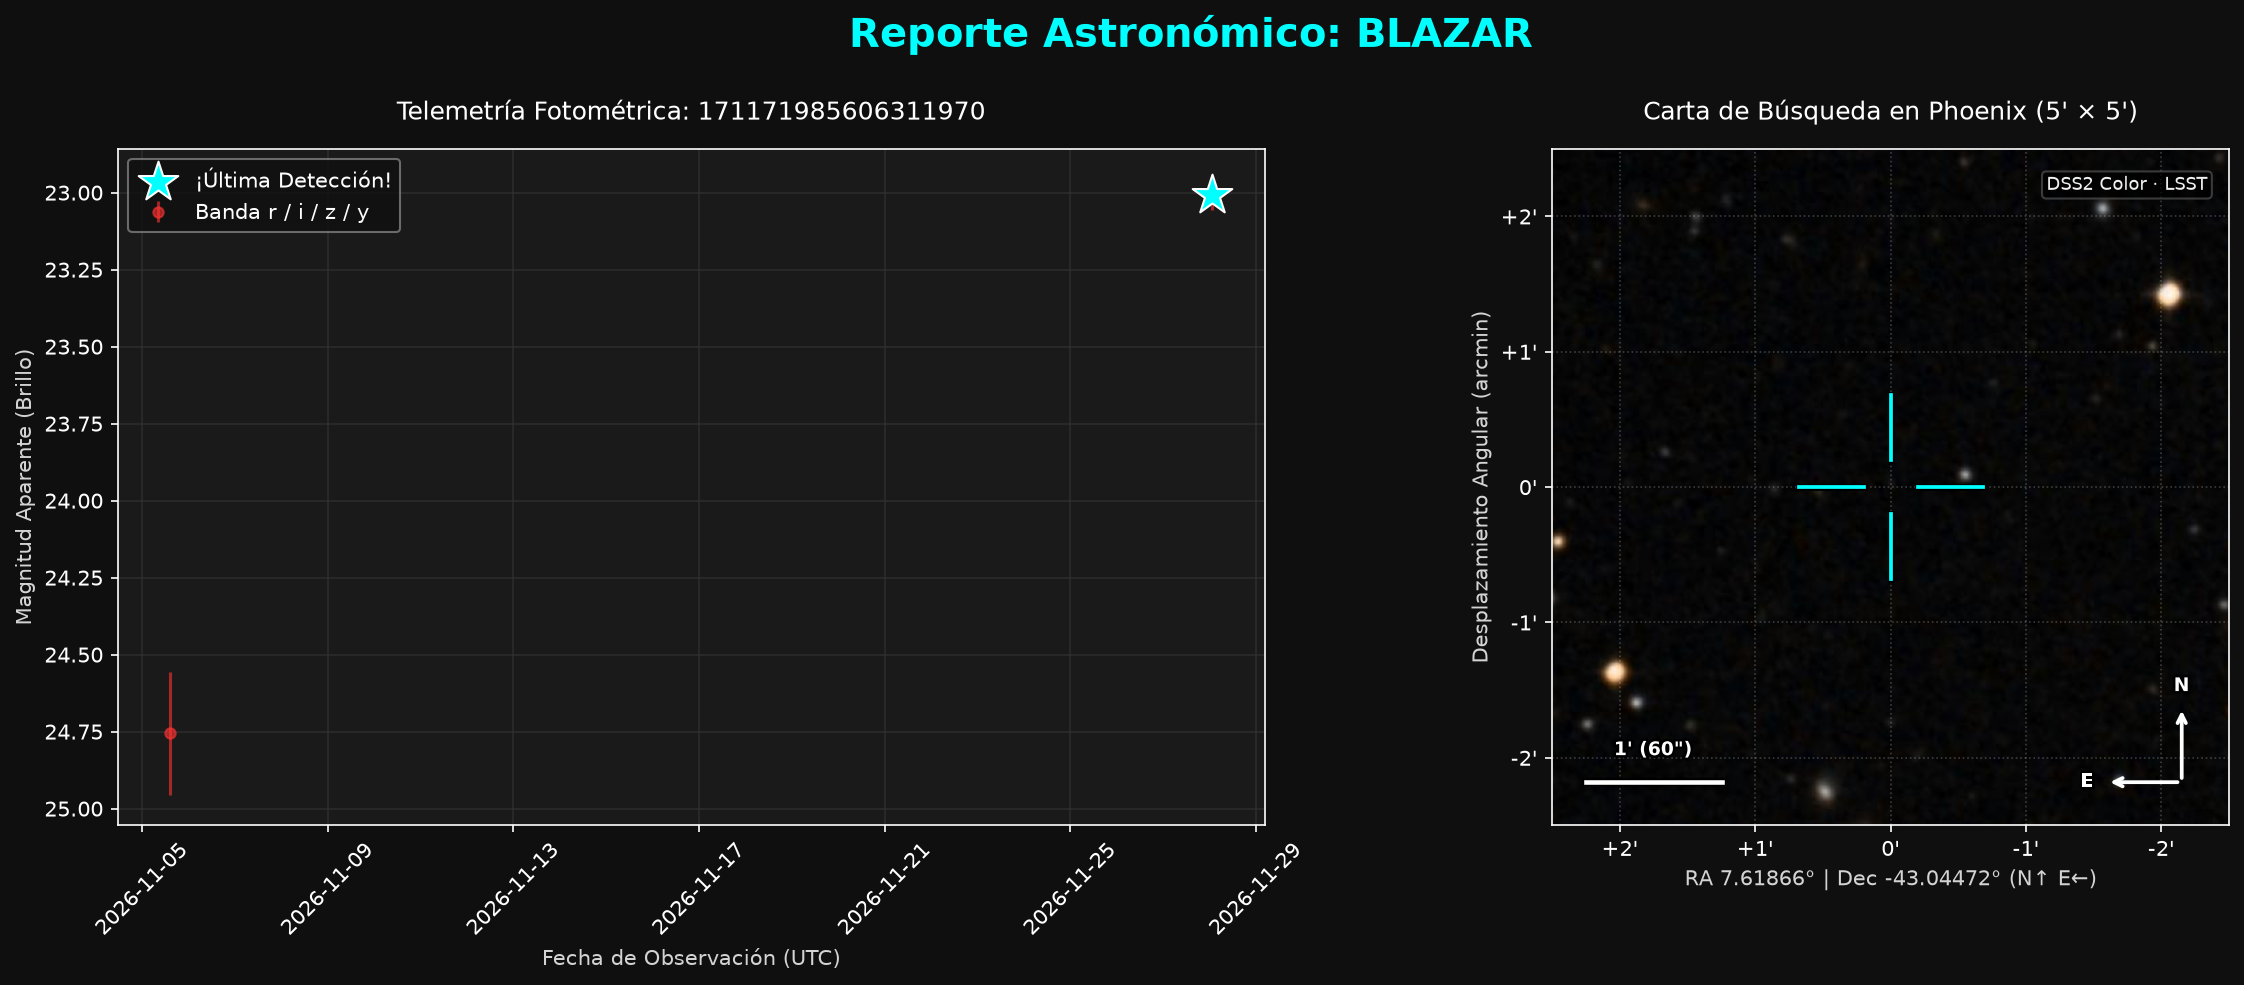 Reporte Astronómico: BLAZAR
Telemetría Fotométrica: 171171985606311970
¡Última Detección!
Banda r / i / z / y
Magnitud Aparente (Brillo)
23.00
23.25
23.50
23.75
24.00
24.25
24.50
24.75
25.00
2026-11-05
2026-11-09
2026-11-13
2026-11-17
2026-11-21
2026-11-25
2026-11-29
Fecha de Observación (UTC)
Carta de Búsqueda en Phoenix (5' × 5')
DSS2 Color · LSST
Desplazamiento Angular (arcmin)
+2'
+1'
0'
-1'
-2'
N
E
1' (60")
+2'
+1'
0'
-1'
-2'
RA 7.61866° | Dec -43.04472° (N↑ E←)